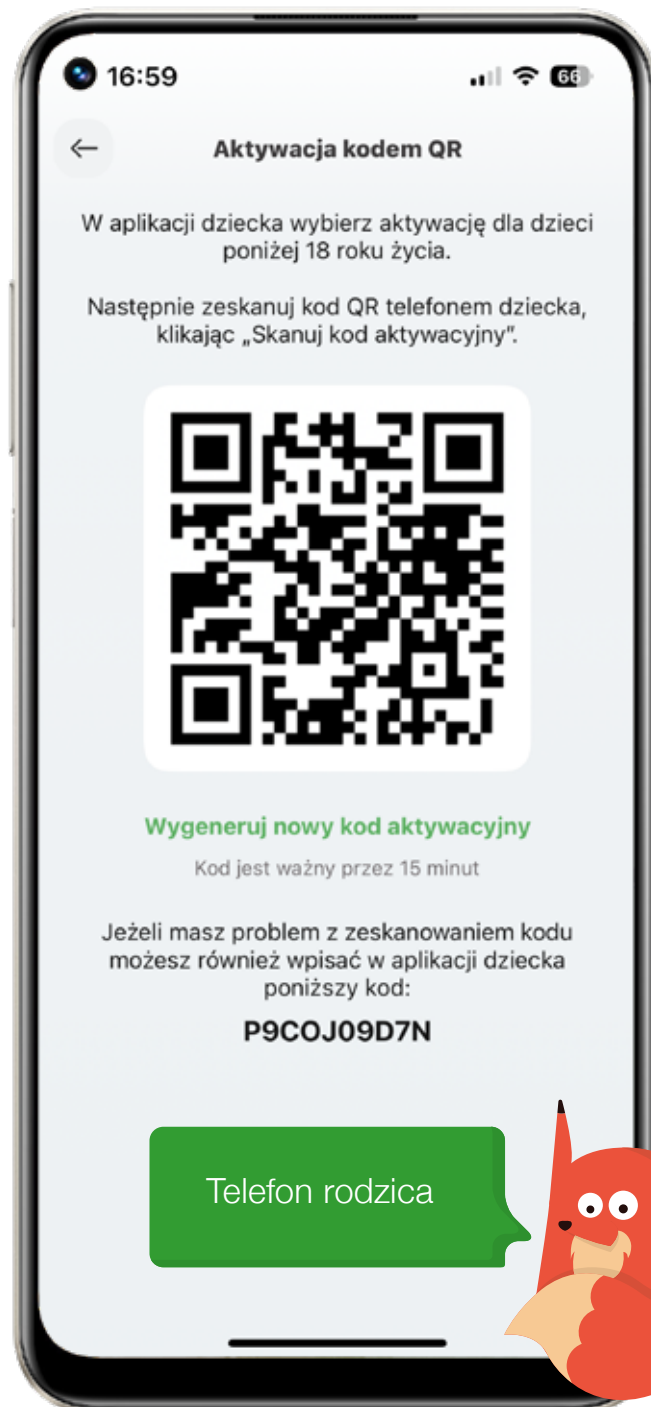 16:59
66
Aktywacja kodem QR
W aplikacji dziecka wybierz aktywację dla dzieci
poniżej 18 roku życia.
Następnie zeskanuj kod QR telefonem dziecka,
klikając „Skanuj kod aktywacyjny”.
Wygeneruj nowy kod aktywacyjny
Kod jest ważny przez 15 minut
Jeżeli masz problem z zeskanowaniem kodu
możesz również wpisać w aplikacji dziecka
poniższy kod:
P9COJ09D7N
Telefon rodzica